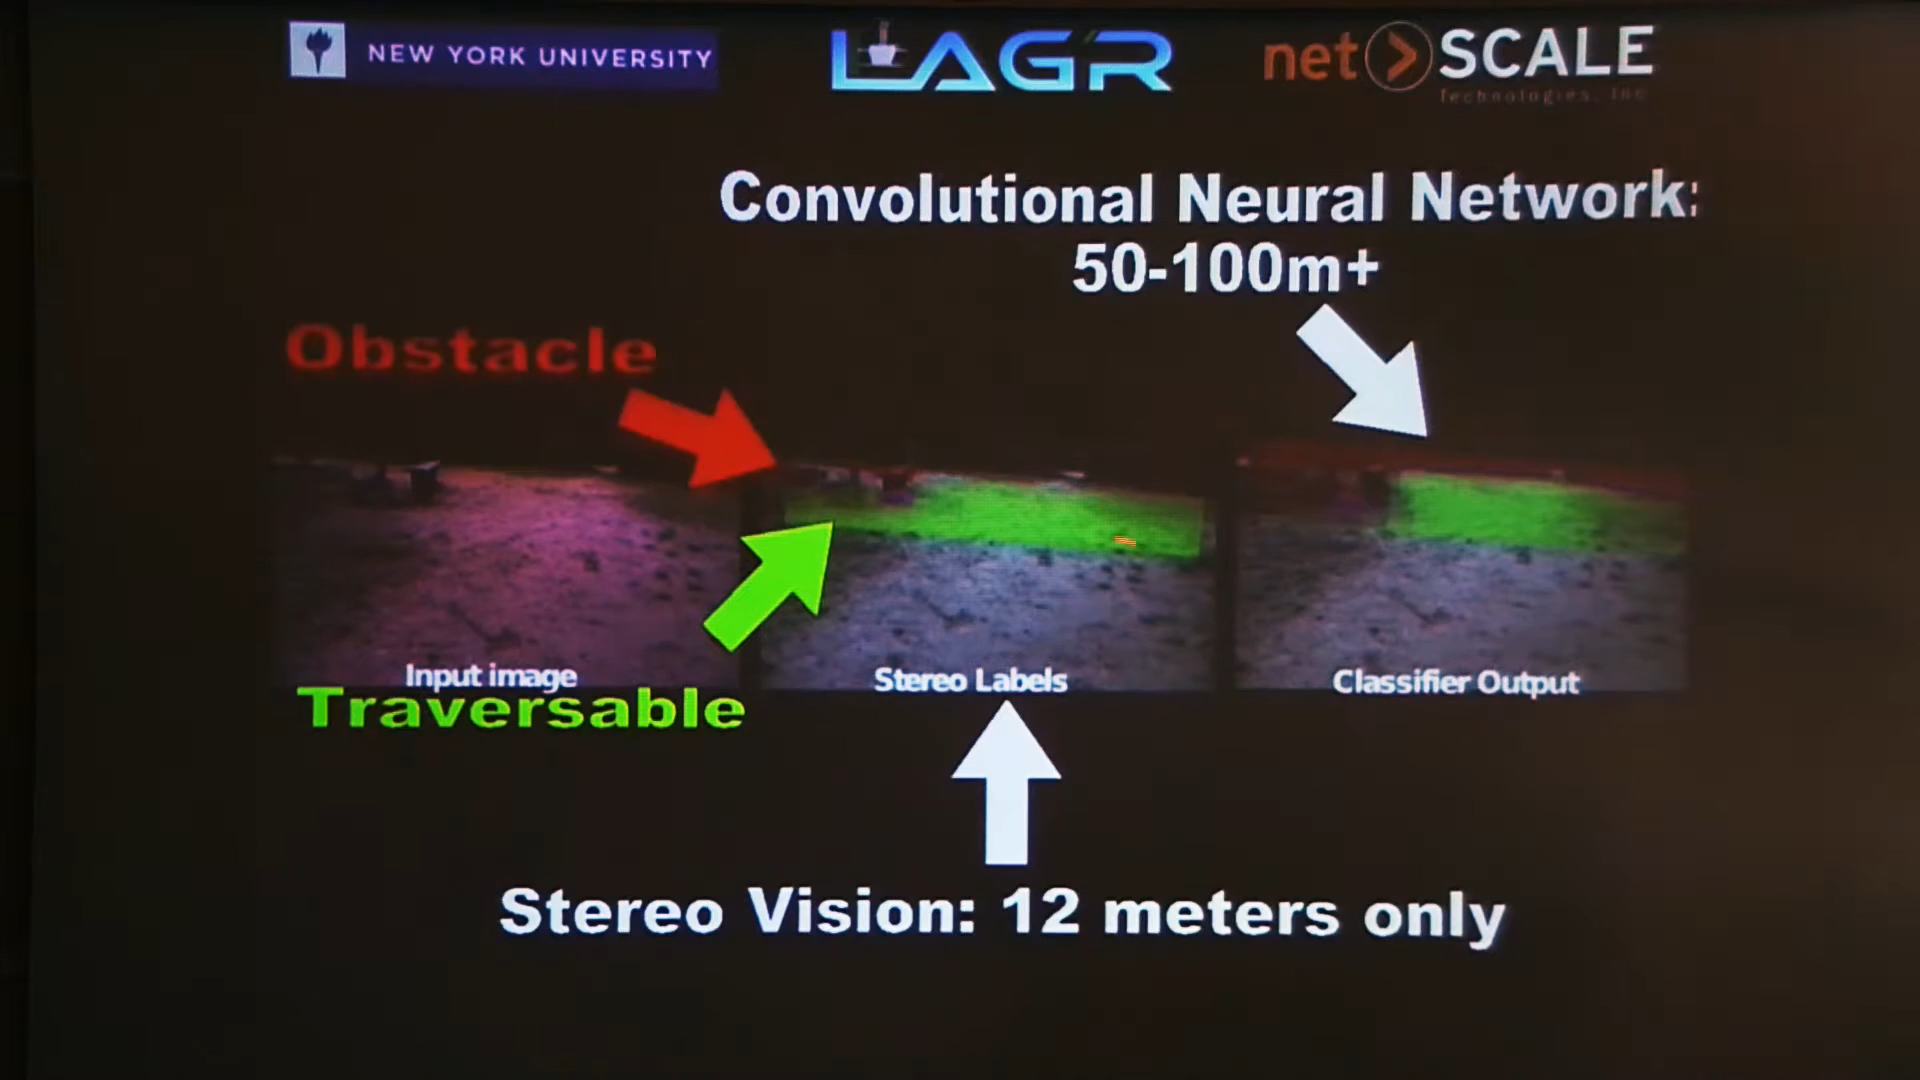 NEW YORK UNIVERSITY
LAGR
net SCALE
Technologies, Inc
Convolutional Neural Network:
50-100m+
Obstacle
Input image
Stereo Labels
Classifier Output
Traversable
Stereo Vision: 12 meters only